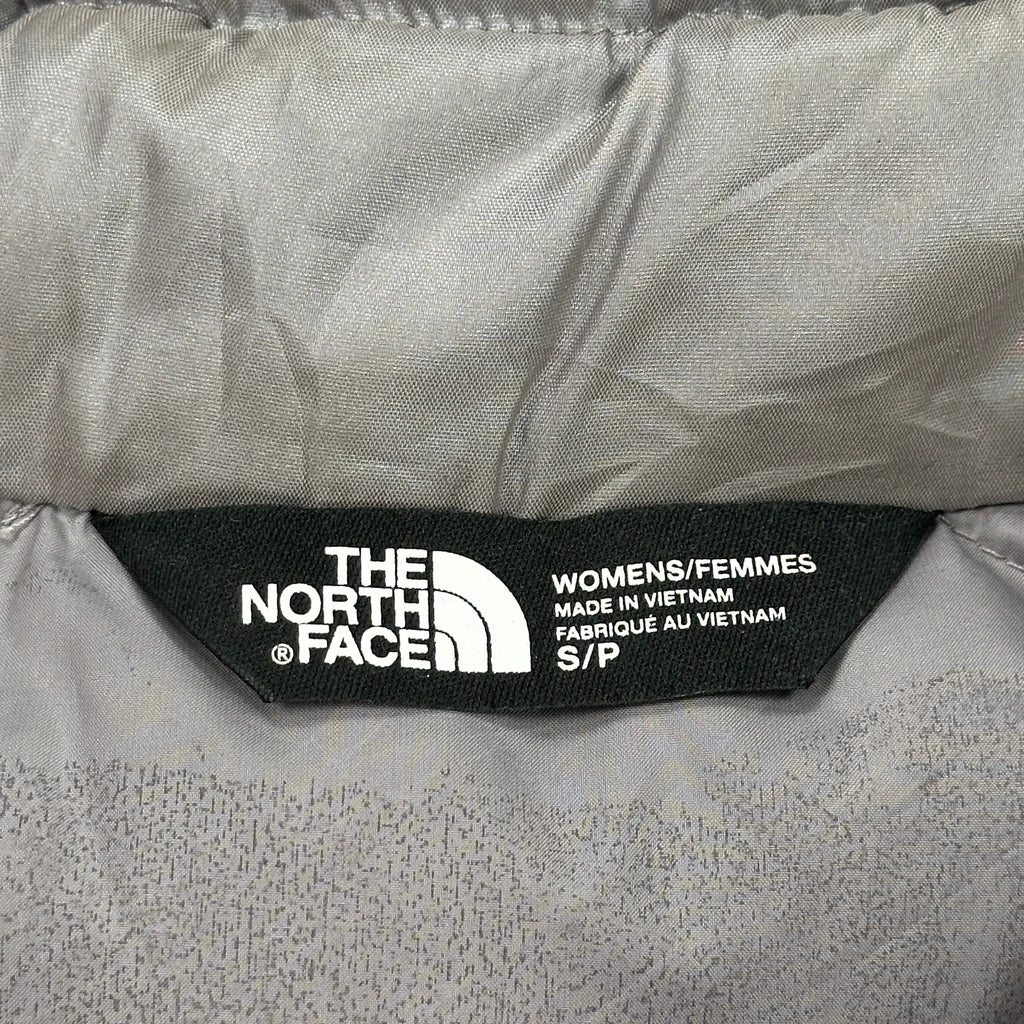 THE
NORTH
®FACE
WOMENS/FEMMES
MADE IN VIETNAM
FABRIQUÉ AU VIETNAM
S/P